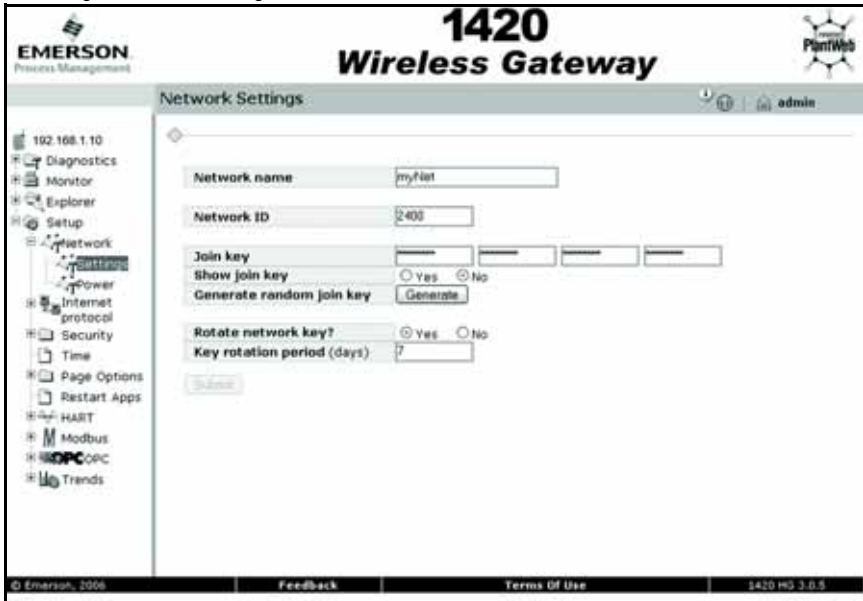 EMERSON
Process Management
1420
Wireless Gateway
PlantWeb
Network Settings
admin
192.168.1.10
Diagnostics
Monitor
Explorer
Setup
Network
Settings
Power
Internet
protocol
Security
Time
Page Options
Restart Apps
HART
Modbus
OPC OPC
Trends
Network name
myNet
Network ID
2400
Join key
Show join key
Yes No
Generate random join key
Generate
Rotate network key?
Yes No
Key rotation period (days)
7
Submit
© Emerson, 2006
Feedback
Terms Of Use
1420 HG 3.0.5